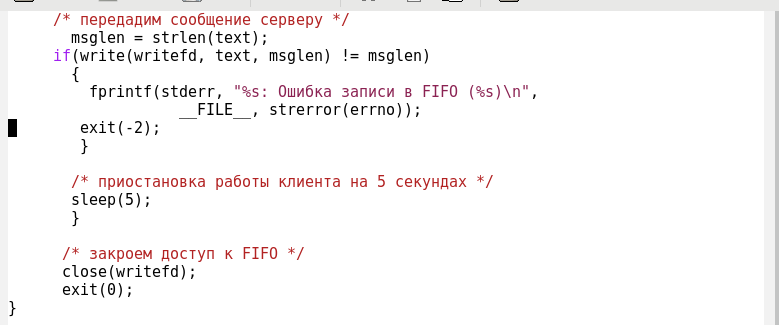 /* передадим сообщение серверу */
msglen = strlen(text);
if(write(writefd, text, msglen) != msglen)
{
fprintf(stderr, "%s: Ошибка записи в FIFO (%s)\n",
__FILE__, strerror(errno));
exit(-2);
}
/* приостановка работы клиента на 5 секундах */
sleep(5);
}
/* закроем доступ к FIFO */
close(writefd);
exit(0);
}